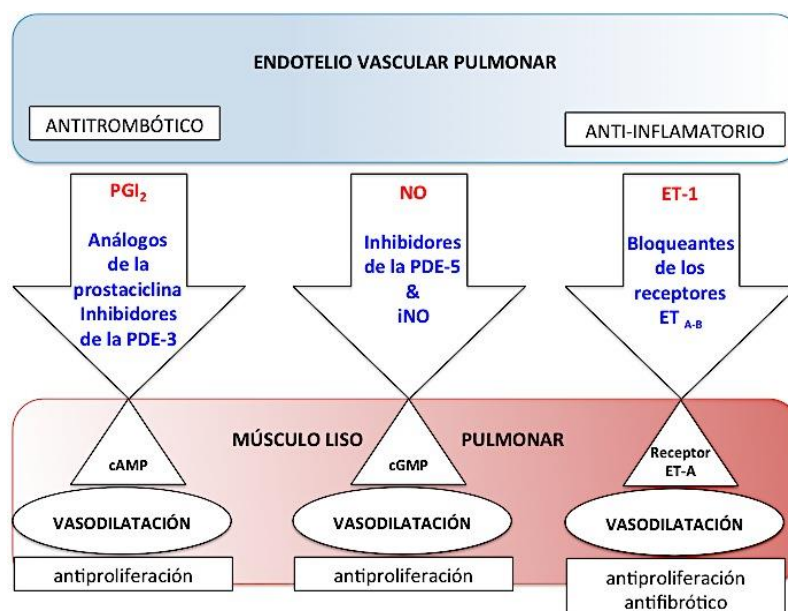 ENDOTELIO VASCULAR PULMONAR
ANTITROMBÓTICO
ANTI-INFLAMATORIO
PGI₂
Análogos
de la
prostaciclina
Inhibidores
de la PDE-3
NO
Inhibidores
de la PDE-5
&
iNO
ET-1
Bloqueantes
de los
receptores
ET A-B
MÚSCULO LISO PULMONAR
cAMP
cGMP
Receptor
ET-A
VASODILATACIÓN
VASODILATACIÓN
VASODILATACIÓN
antiproliferación
antiproliferación
antiproliferación
antifibrótico